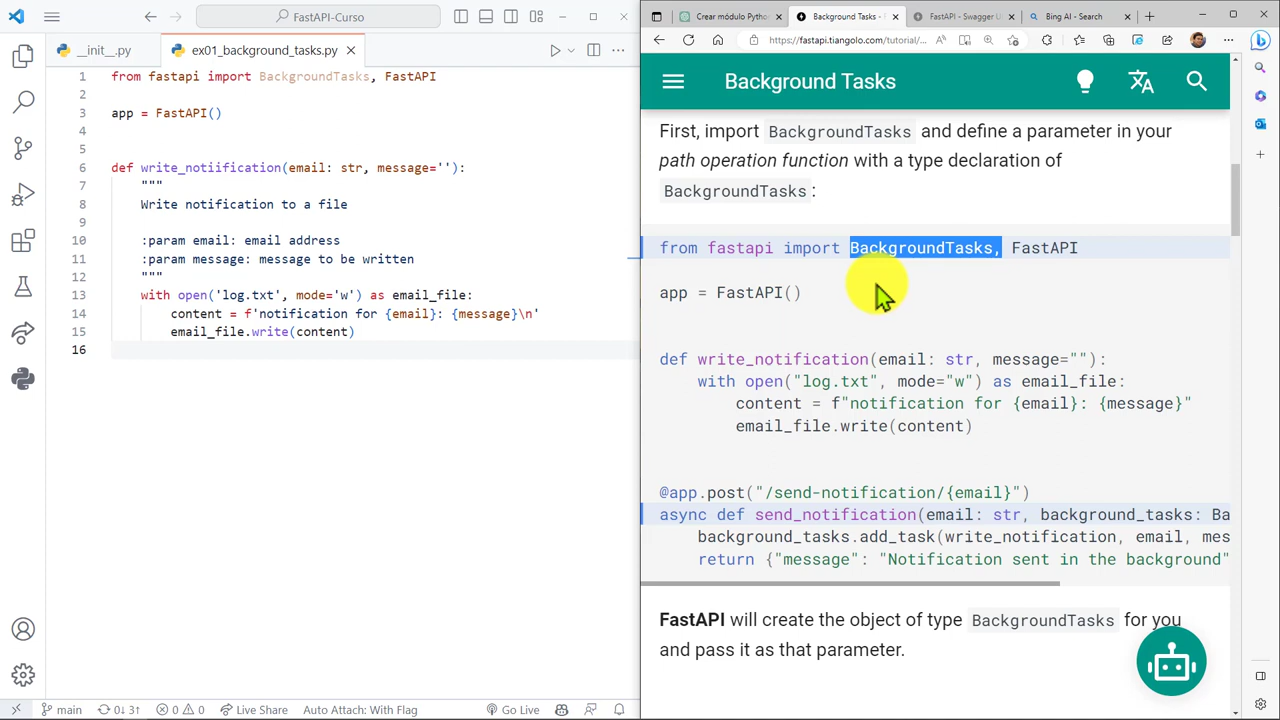 FastAPI-Curso
__init__.py
ex01_background_tasks.py
1 from fastapi import BackgroundTasks, FastAPI
2
3 app = FastAPI()
4
5
6 def write_notiification(email: str, message=''):
7 """
8 Write notification to a file
9
10 :param email: email address
11 :param message: message to be written
12 """
13 with open('log.txt', mode='w') as email_file:
14 content = f'notification for {email}: {message}\n'
15 email_file.write(content)
16
main
0↓ 3↑
0 0
Live Share
Auto Attach: With Flag
Go Live
Crear módulo Python
Background Tasks - F
FastAPI - Swagger U
Bing AI - Search
https://fastapi.tiangolo.com/tutorial/...
Background Tasks
First, import BackgroundTasks and define a parameter in your
path operation function with a type declaration of
BackgroundTasks:
from fastapi import BackgroundTasks, FastAPI
app = FastAPI()
def write_notification(email: str, message=""):
with open("log.txt", mode="w") as email_file:
content = f"notification for {email}: {message}"
email_file.write(content)
@app.post("/send-notification/{email}")
async def send_notification(email: str, background_tasks: Ba
background_tasks.add_task(write_notification, email, mes
return {"message": "Notification sent in the background"
FastAPI will create the object of type BackgroundTasks for you
and pass it as that parameter.